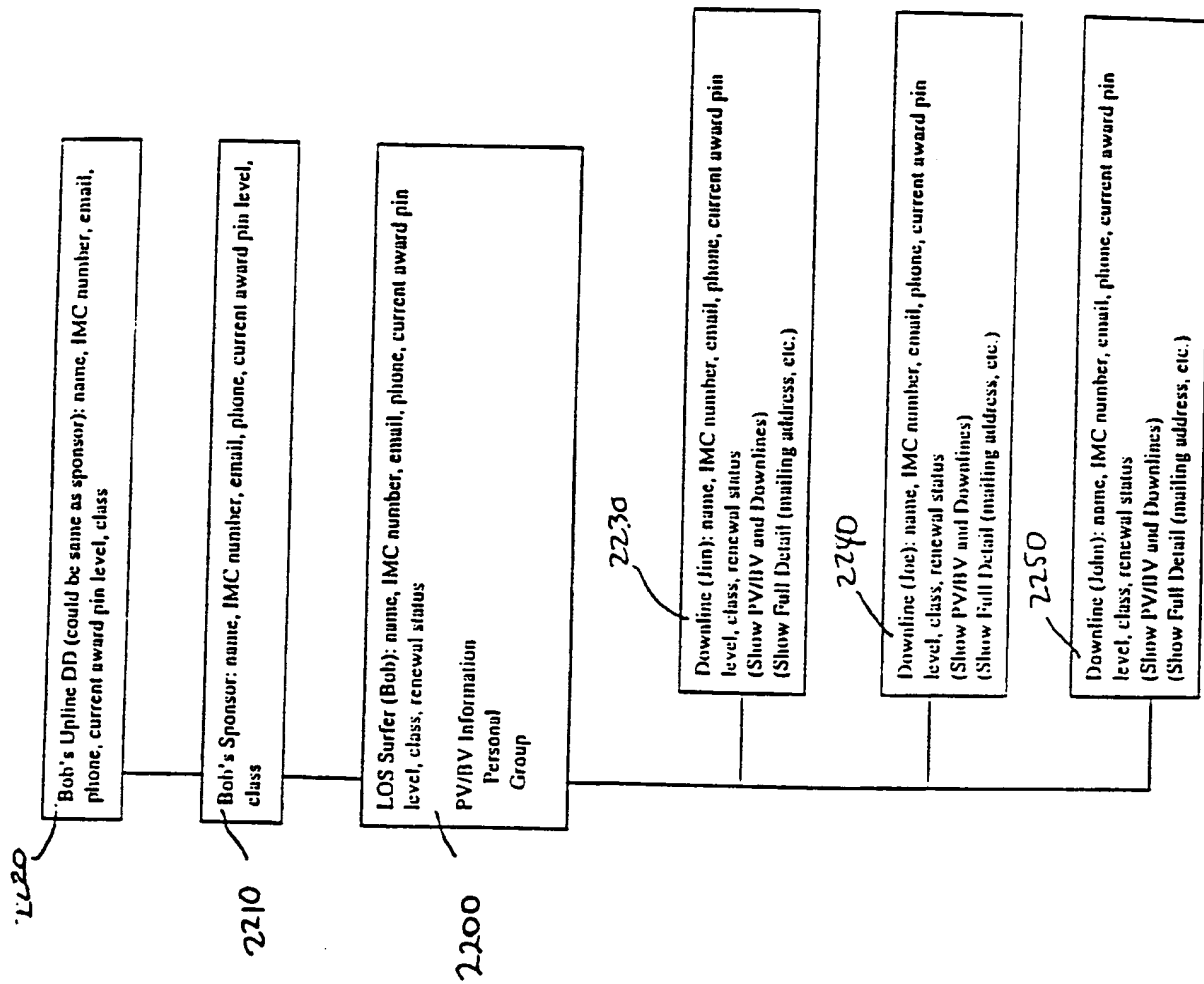 2220
Bob's Upline DD (could be same as sponsor): name, IMC number, email,
phone, current award pin level, class
2210
Bob's Sponsor: name, IMC number, email, phone, current award pin level,
class
2200
LOS Surfer (Bob): name, IMC number, email, phone, current award pin
level, class, renewal status
PV/BV Information
Personal
Group
2230
Downline (Jim): name, IMC number, email, phone, current award pin
level, class, renewal status
(Show PV/BV and Downlines)
(Show Full Detail (mailing address, etc.)
2240
Downline (Joe): name, IMC number, email, phone, current award pin
level, class, renewal status
(Show PV/BV and Downlines)
(Show Full Detail (mailing address, etc.)
2250
Downline (John): name, IMC number, email, phone, current award pin
level, class, renewal status
(Show PV/BV and Downlines)
(Show Full Detail (mailing address, etc.)